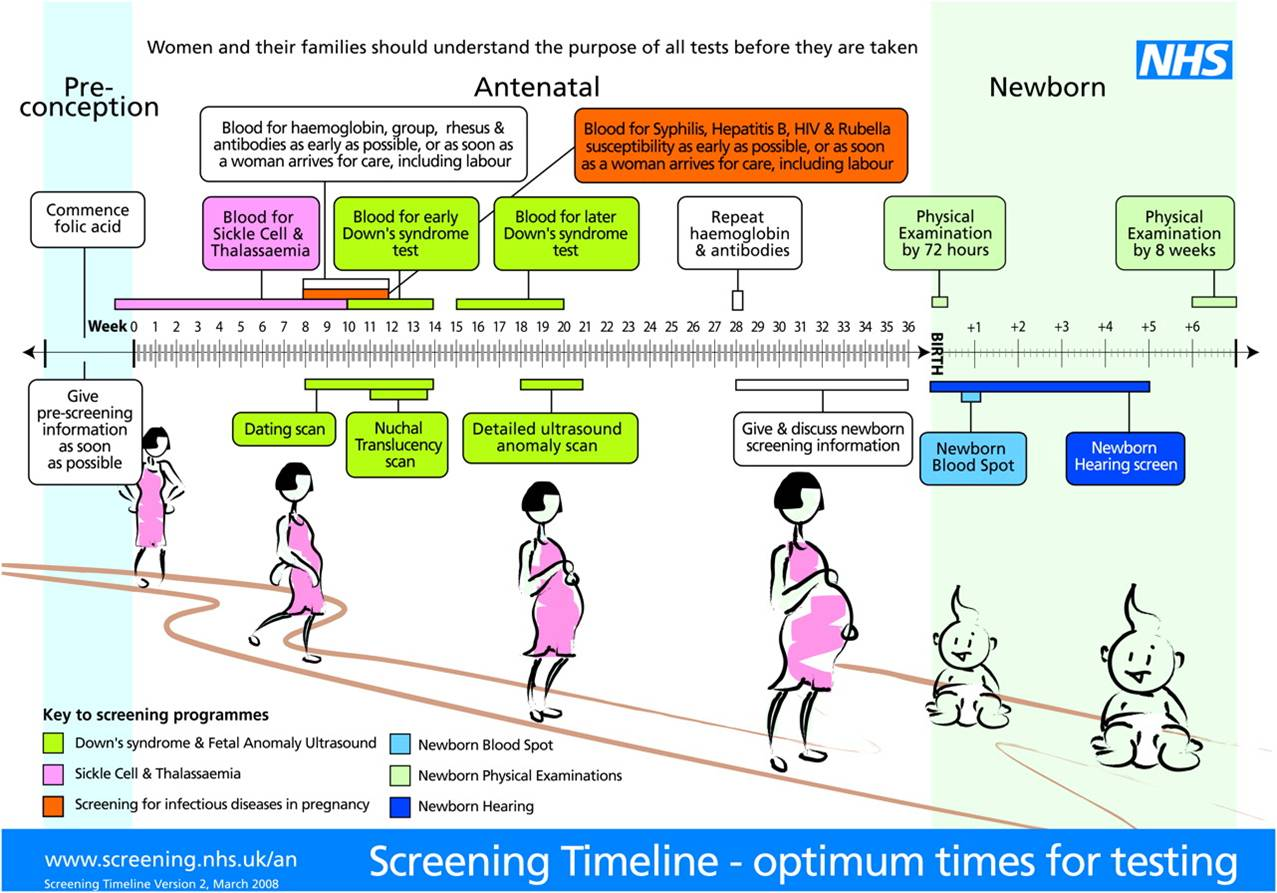 Women and their families should understand the purpose of all tests before they are taken
NHS
Pre-
conception
Antenatal
Newborn
Blood for haemoglobin, group, rhesus &
antibodies as early as possible, or as soon as
a woman arrives for care, including labour
Blood for Syphilis, Hepatitis B, HIV & Rubella
susceptibility as early as possible, or as soon
as a woman arrives for care, including labour
Commence
folic acid
Blood for
Sickle Cell &
Thalassaemia
Blood for early
Down's syndrome
test
Blood for later
Down's syndrome
test
Repeat
haemoglobin
& antibodies
Physical
Examination
by 72 hours
Physical
Examination
by 8 weeks
Week 0 1 2 3 4 5 6 7 8 9 10 11 12 13 14 15 16 17 18 19 20 21 22 23 24 25 26 27 28 29 30 31 32 33 34 35 36
BIRTH
+1 +2 +3 +4 +5 +6
Give
pre-screening
information
as soon
as possible
Dating scan
Nuchal
Translucency
scan
Detailed ultrasound
anomaly scan
Give & discuss newborn
screening information
Newborn
Blood Spot
Newborn
Hearing screen
Key to screening programmes
Down's syndrome & Fetal Anomaly Ultrasound
Sickle Cell & Thalassaemia
Screening for infectious diseases in pregnancy
Newborn Blood Spot
Newborn Physical Examinations
Newborn Hearing
www.screening.nhs.uk/an
Screening Timeline Version 2, March 2008
Screening Timeline - optimum times for testing